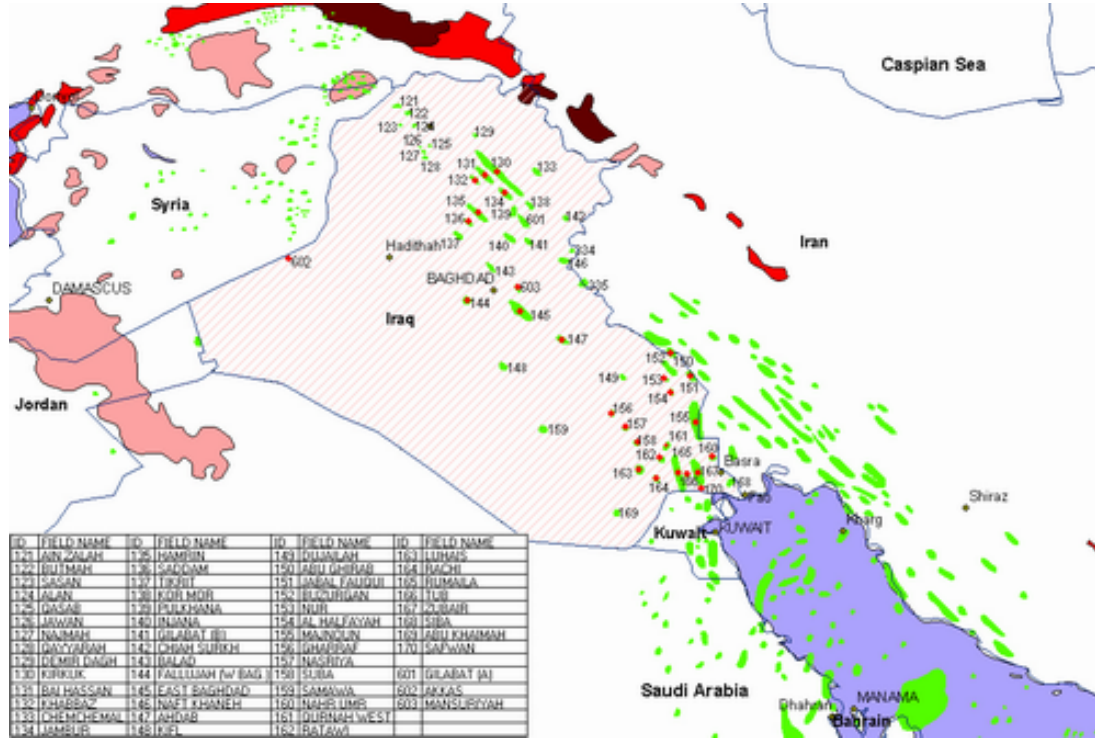 Caspian Sea
121
122
123
124
129
126
125
127
128
131
130
133
132
134
138
135
139
601
142
136
137
140
141
Syria
Iran
Hadithah
334
146
143
335
602
BAGHDAD
603
DAMASCUS
144
145
Iraq
147
152
150
148
149
153
151
154
Jordan
156
155
157
159
158
161
162
165
160
Basra
163
167
168
164
170
Shiraz
169
Kuwait
KUWAIT
Kharg
Saudi Arabia
MANAMA
Dhahran
Bahrain
ID FIELD NAME ID FIELD NAME ID FIELD NAME ID FIELD NAME
121 AIN ZALAH 135 HAMRIN 149 DUJAILAH 163 LUHAIS
122 BUTMAH 136 SADDAM 150 ABU GHIRAB 164 RACHI
123 SASAN 137 TIKRIT 151 JABAL FAUQUI 165 RUMAILA
124 ALAN 138 KOR MOR 152 BUZURGAN 166 TUB
125 QASAB 139 PULKHANA 153 NUR 167 ZUBAIR
126 JAWAN 140 INJANA 154 AL HALFAYAH 168 SIBA
127 NAJMAH 141 GILABAT (B) 155 MAJNOUN 169 ABU KHAIMAH
128 QAYYARAH 142 CHIAH SURKH 156 GHARRAF 170 SAFWAN
129 DEMIR DAGH 143 BALAD 157 NASRIYA
130 KIRKUK 144 FALLUJAH (W BAG.) 158 SUBA 601 GILABAT (A)
131 BAI HASSAN 145 EAST BAGHDAD 159 SAMAWA 602 AKKAS
132 KHABBAZ 146 NAFT KHANEH 160 NAHR UMR 603 MANSURIYAH
133 CHEMCHEMAL 147 AHDAB 161 QURNAH WEST
134 JAMBUR 148 KIFL 162 RATAWI